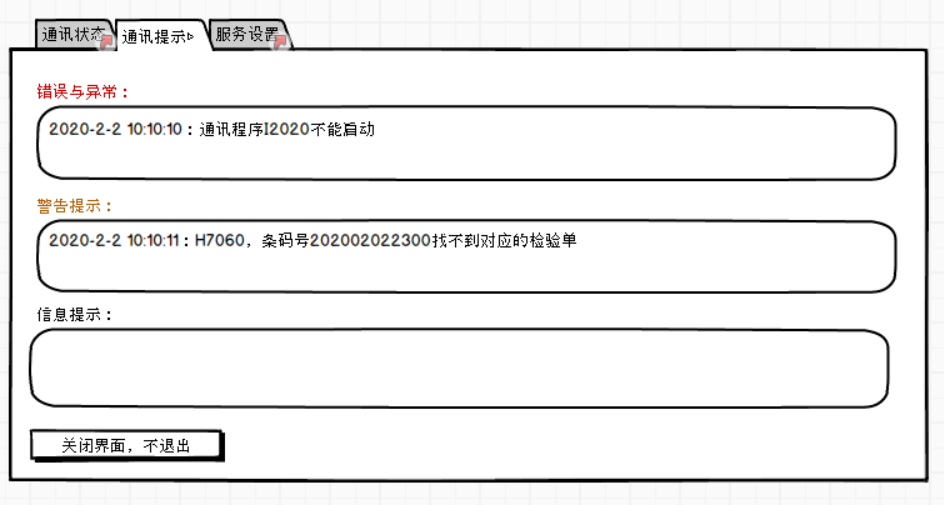 通讯状态
通讯提示
服务设置
错误与异常：
2020-2-2 10:10:10：通讯程序I2020不能启动
警告提示：
2020-2-2 10:10:11：H7060，条码号202002022300找不到对应的检验单
信息提示：
关闭界面，不退出